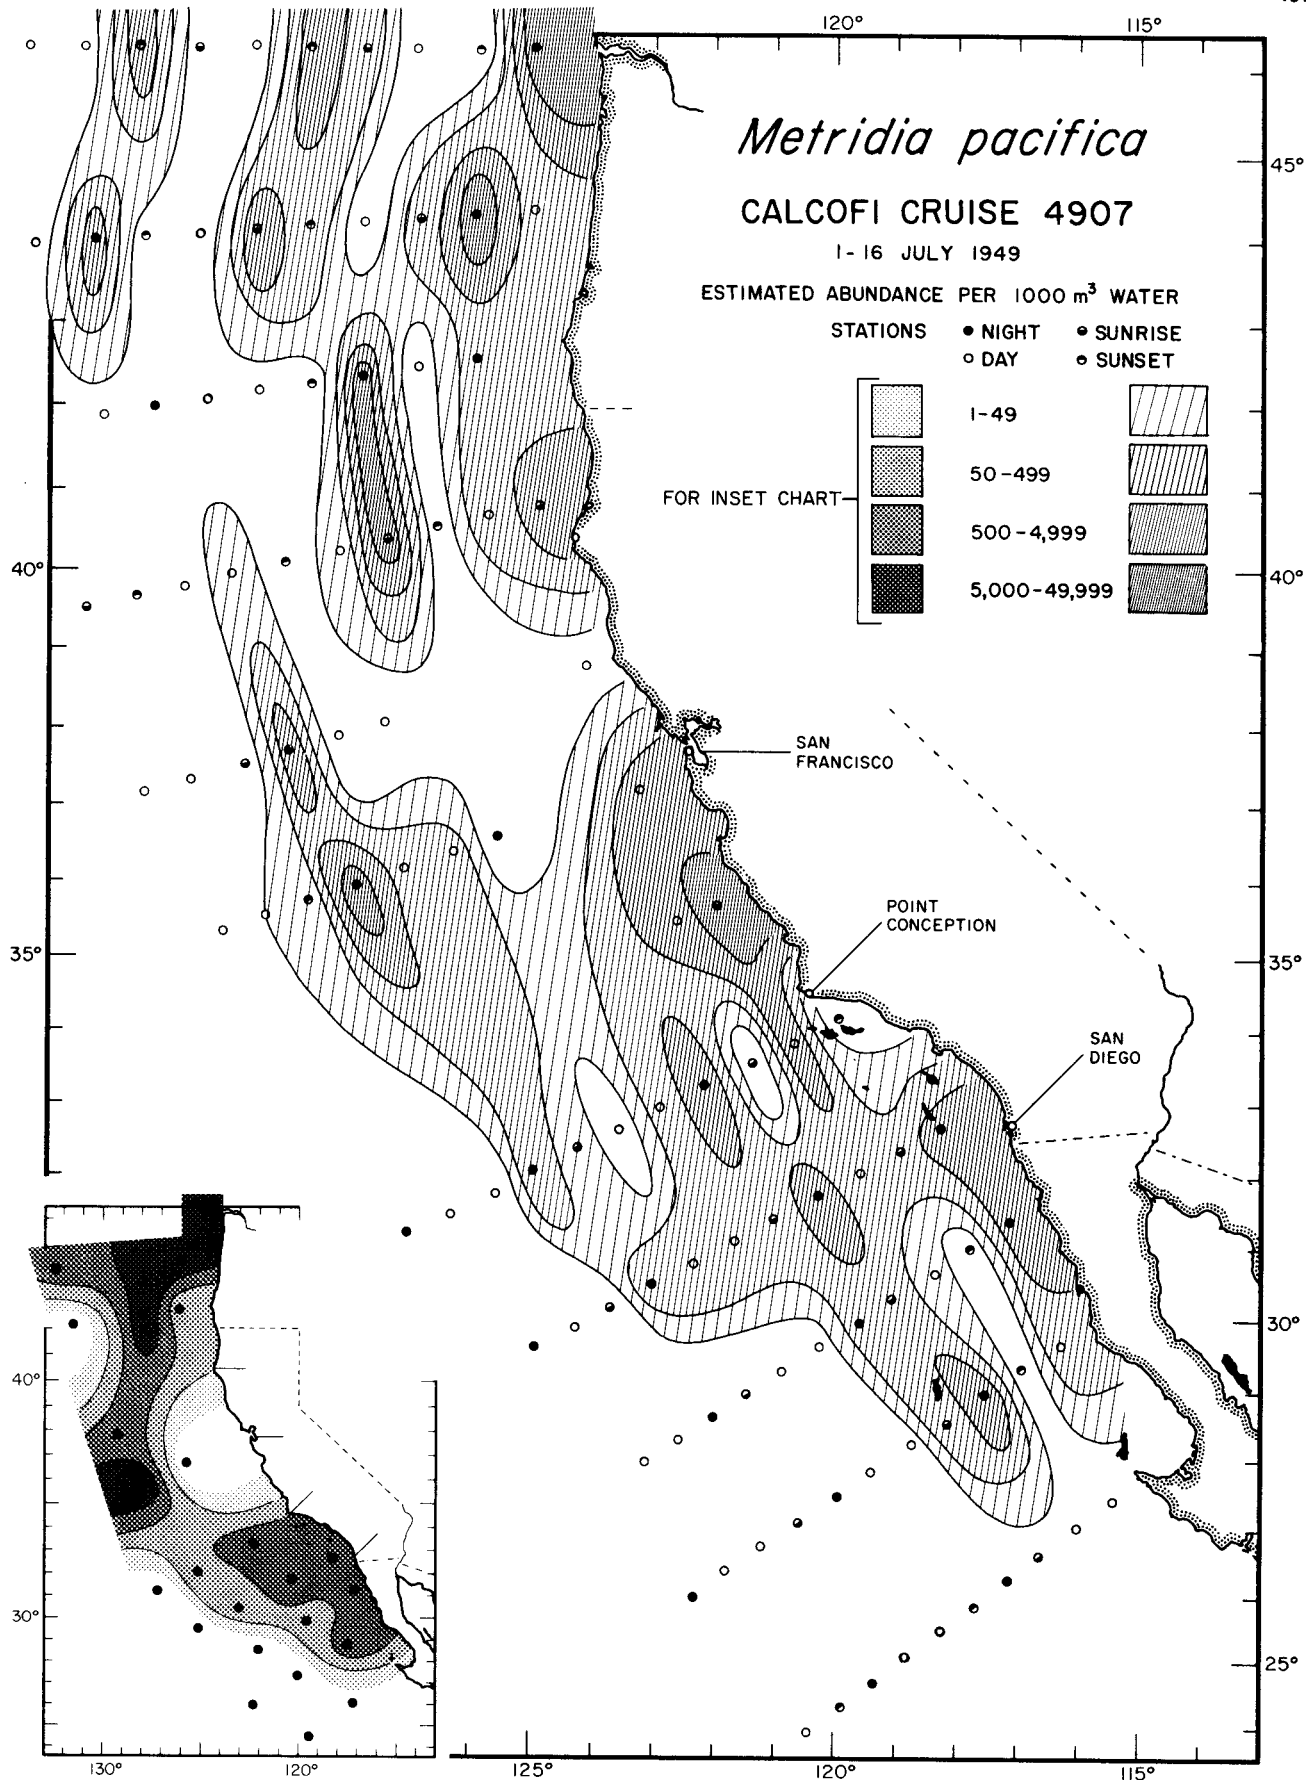 120° 115°
Metridia pacifica
45°
CALCOFI CRUISE 4907
1-16 JULY 1949
ESTIMATED ABUNDANCE PER 1000 m³ WATER
STATIONS ● NIGHT SUNRISE
○ DAY SUNSET
1-49
50-499
FOR INSET CHART
500-4,999
5,000-49,999
40° 40°
SAN
FRANCISCO
POINT
CONCEPTION
35° 35°
SAN
DIEGO
30°
40°
30°
25°
130° 120° 125° 120° 115°